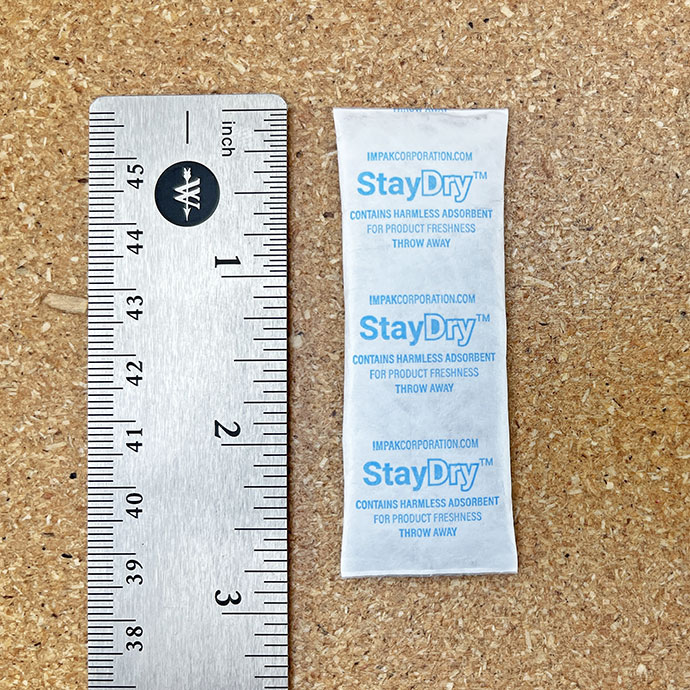 inch
45
44
1
43
42
2
41
40
39
3
38
THROW AWAY
IMPAKCORPORATION.COM
StayDry™
CONTAINS HARMLESS ADSORBENT
FOR PRODUCT FRESHNESS
THROW AWAY
IMPAKCORPORATION.COM
StayDry™
CONTAINS HARMLESS ADSORBENT
FOR PRODUCT FRESHNESS
THROW AWAY
IMPAKCORPORATION.COM
StayDry™
CONTAINS HARMLESS ADSORBENT
FOR PRODUCT FRESHNESS
THROW AWAY